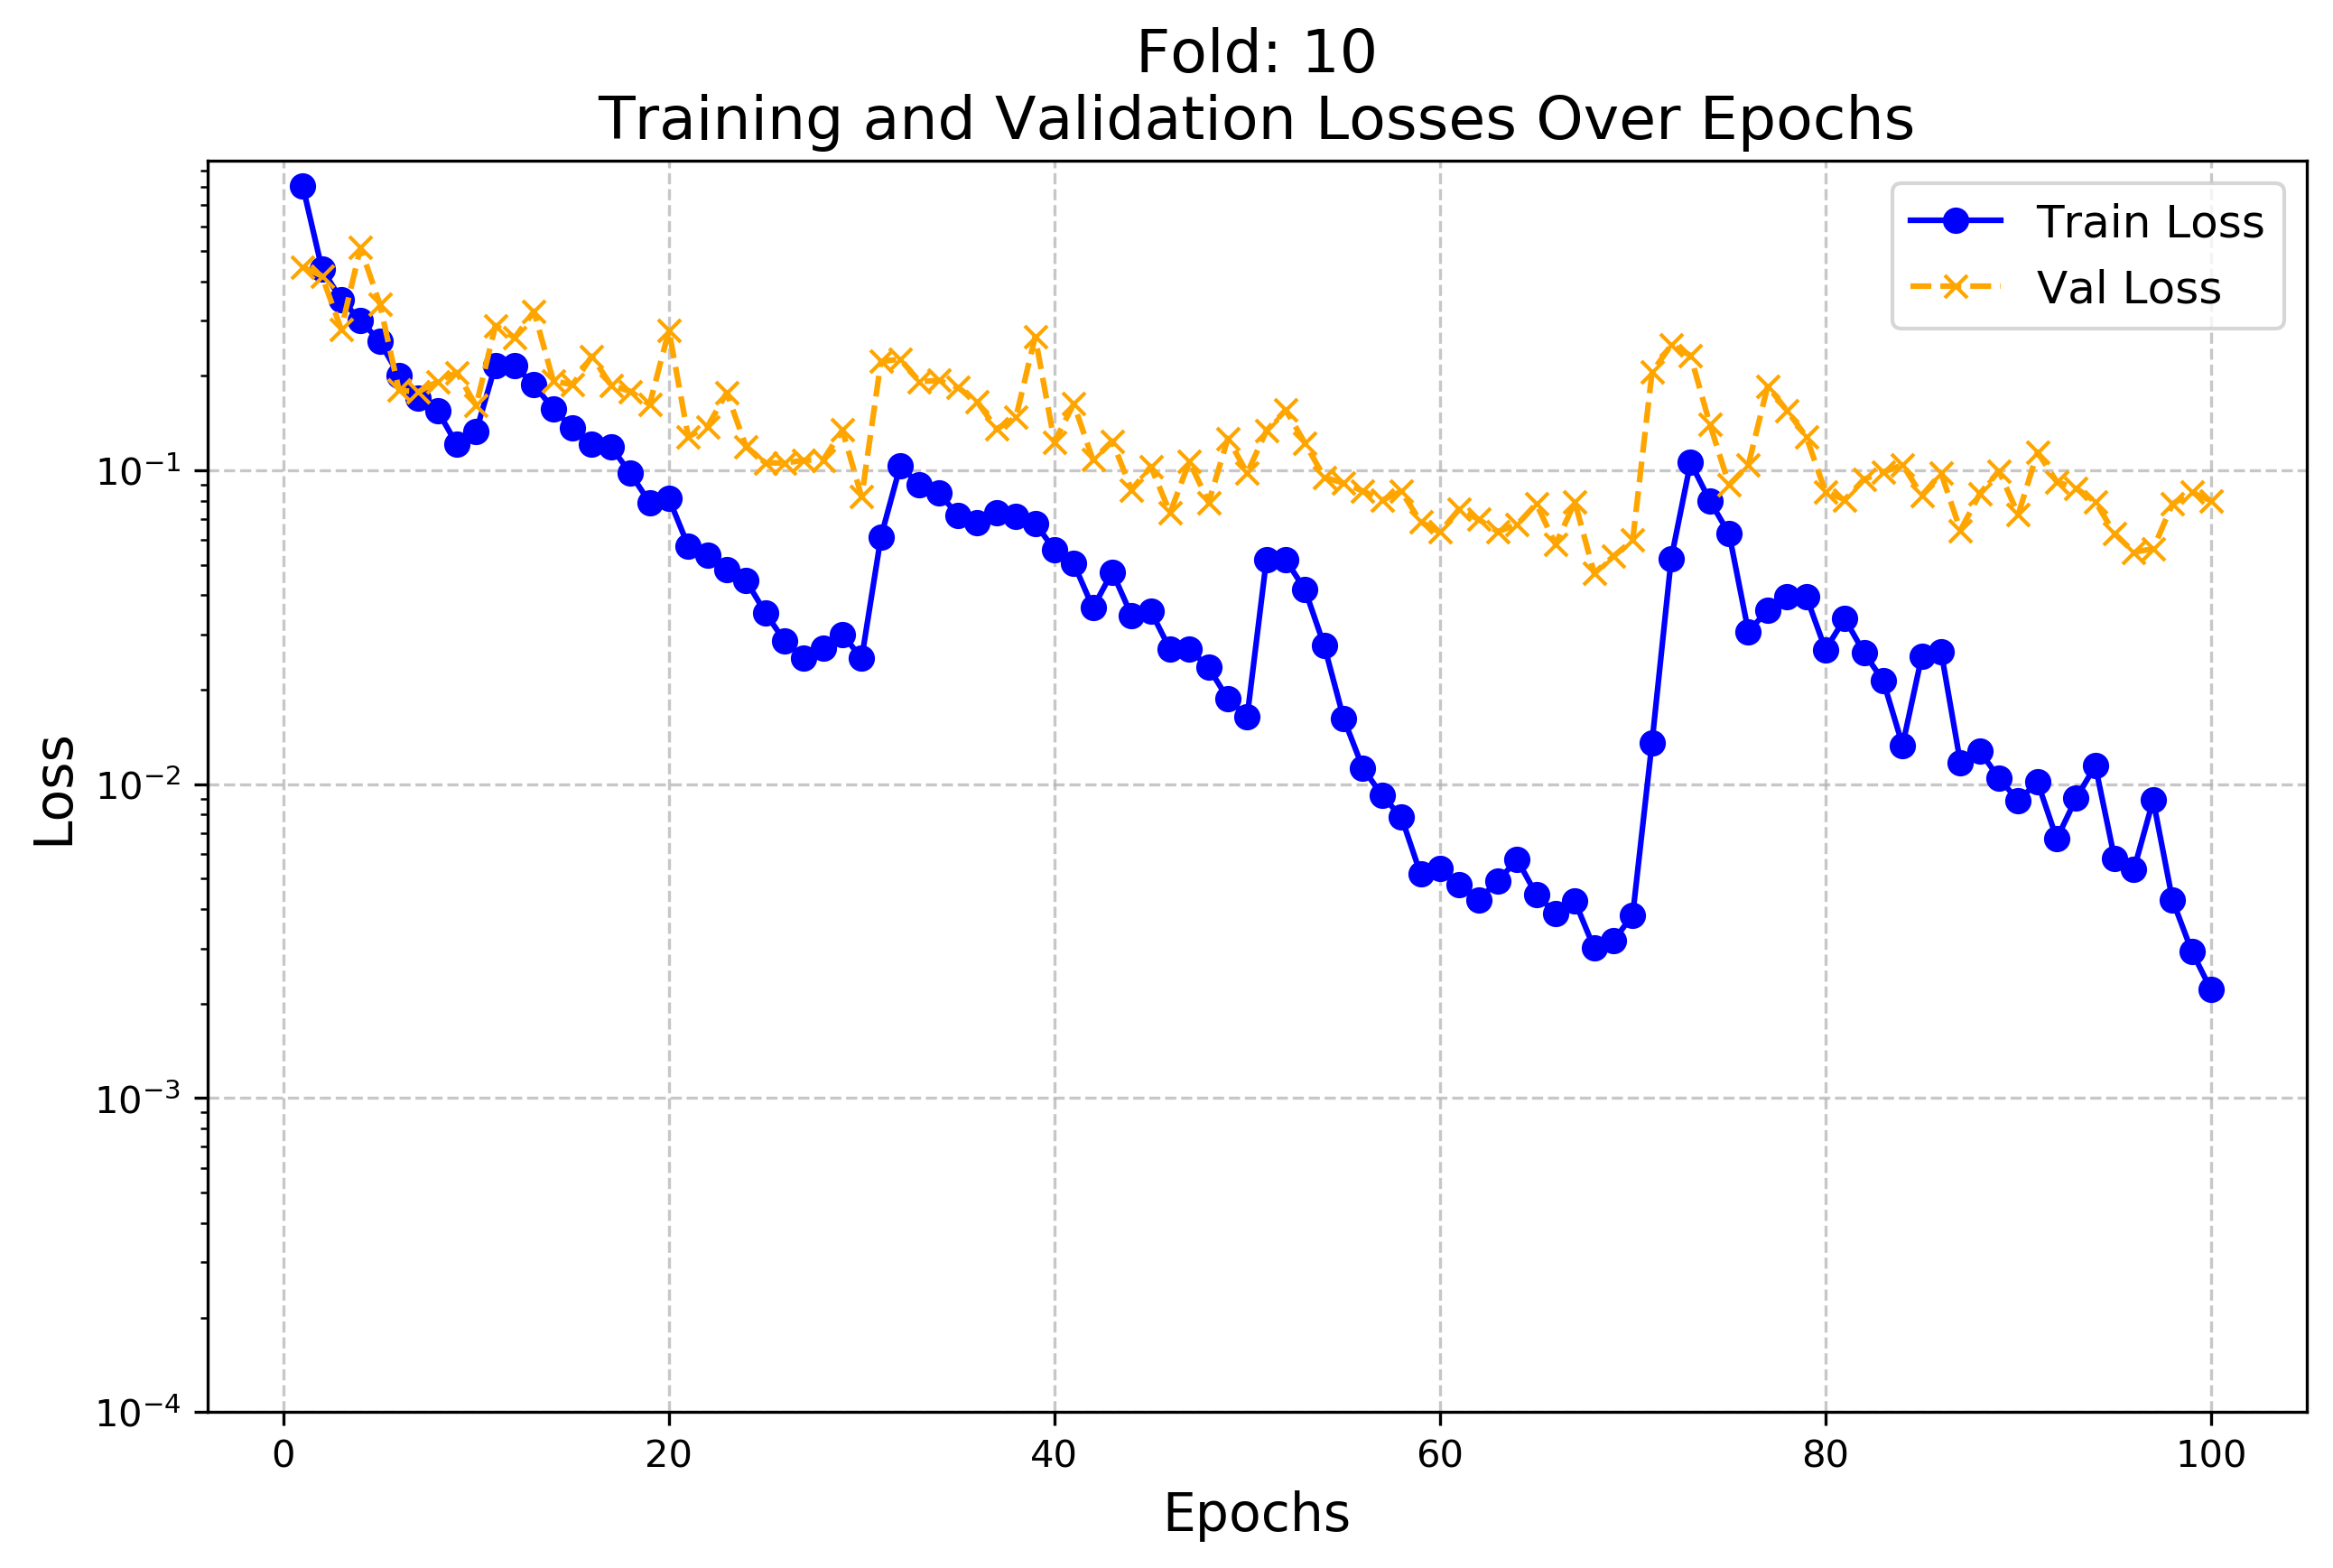 Fold: 10
Training and Validation Losses Over Epochs
Train Loss
Val Loss
Loss
10⁻¹
10⁻²
10⁻³
10⁻⁴
0 20 40 60 80 100
Epochs